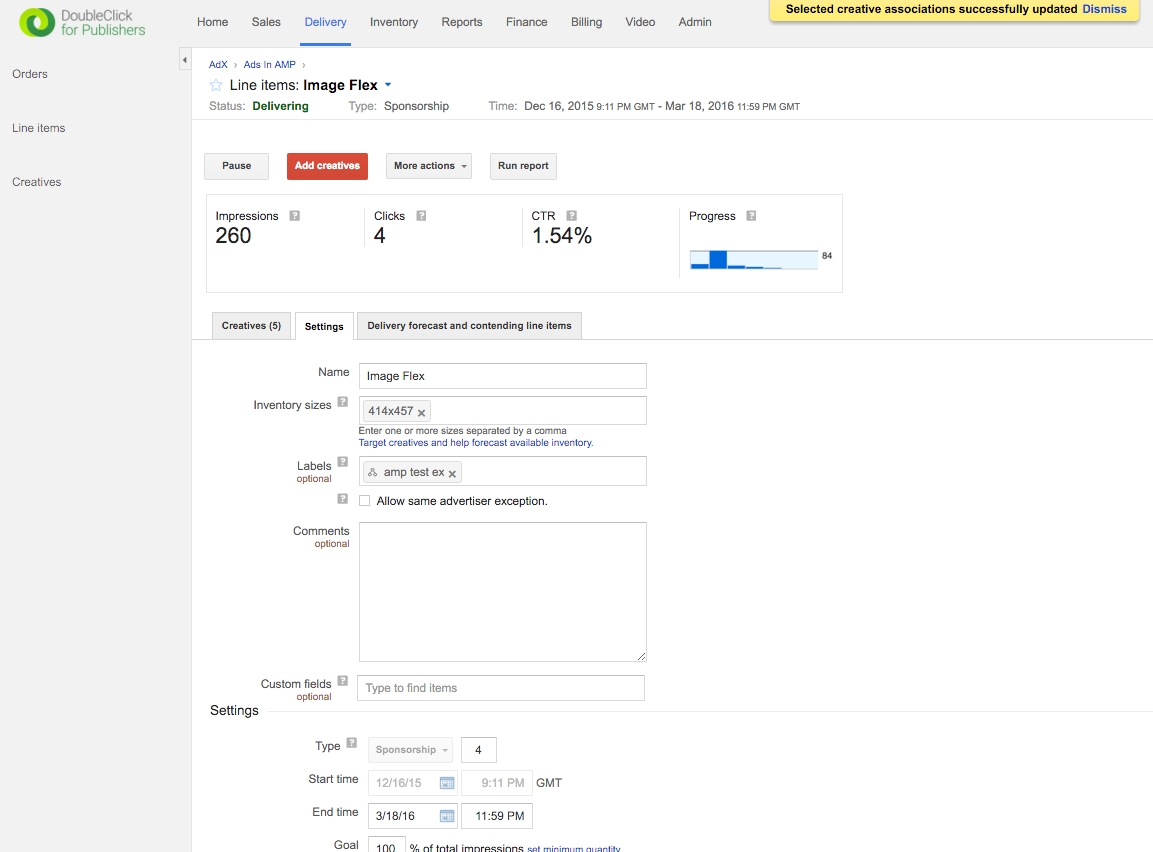 DoubleClick
for Publishers
Home Sales Delivery Inventory Reports Finance Billing Video Admin
Selected creative associations successfully updated Dismiss
Orders
Line items
Creatives
AdX › Ads In AMP ›
Line items: Image Flex
Status: Delivering Type: Sponsorship Time: Dec 16, 2015 9:11 PM GMT - Mar 18, 2016 11:59 PM GMT
Pause Add creatives More actions Run report
Impressions ? Clicks ? CTR ? Progress ?
260 4 1.54%
84
Creatives (5) Settings Delivery forecast and contending line items
Name Image Flex
Inventory sizes ? 414x457 x
Enter one or more sizes separated by a comma
Target creatives and help forecast available inventory.
Labels ? amp test ex x
optional
? Allow same advertiser exception.
Comments
optional
Custom fields ? Type to find items
optional
Settings
Type ? Sponsorship 4
Start time 12/16/15 9:11 PM GMT
End time 3/18/16 11:59 PM
Goal 100 % of total impressions set minimum quantity